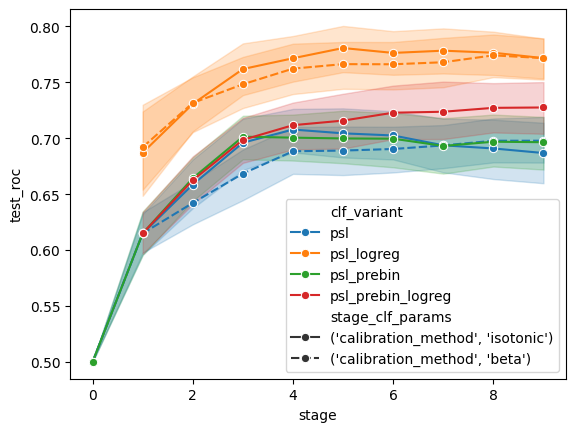 0.80
0.75
0.70
0.65
0.60
0.55
0.50
test_roc
0
2
4
6
8
stage
clf_variant
psl
psl_logreg
psl_prebin
psl_prebin_logreg
stage_clf_params
('calibration_method', 'isotonic')
('calibration_method', 'beta')